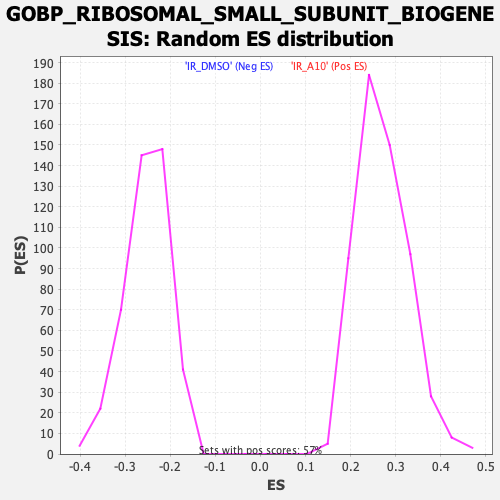 GOBP_RIBOSOMAL_SMALL_SUBUNIT_BIOGENE
SIS: Random ES distribution
'IR_DMSO' (Neg ES) 'IR_A10' (Pos ES)
190
180
170
160
150
140
130
120
110
100
90
80
70
60
50
40
30
20
10
0
P(ES)
Sets with pos scores: 57%
-0.4 -0.3 -0.2 -0.1 0.0 0.1 0.2 0.3 0.4 0.5
ES